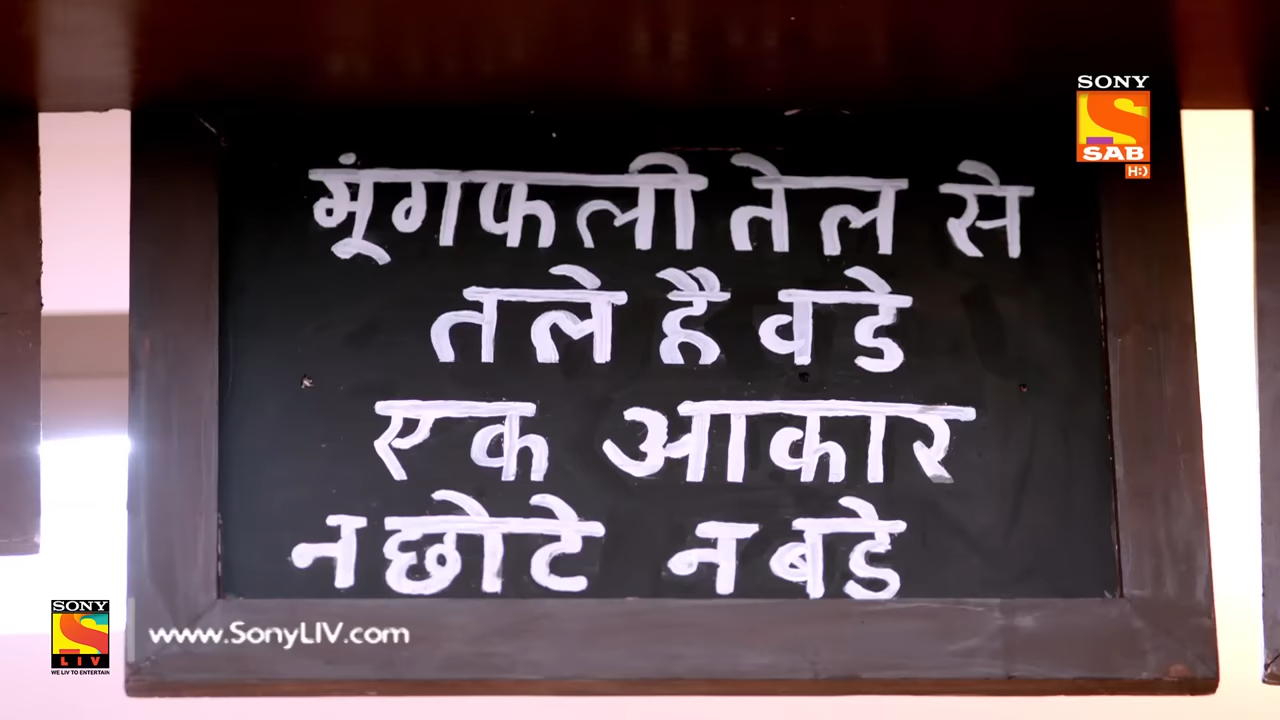 SONY
SAB
HD
मूंगफली तेल से
तले है वडे
एक आकार
न छोटे न बडे
SONY
LIV
WE LIV TO ENTERTAIN
www.SonyLIV.com